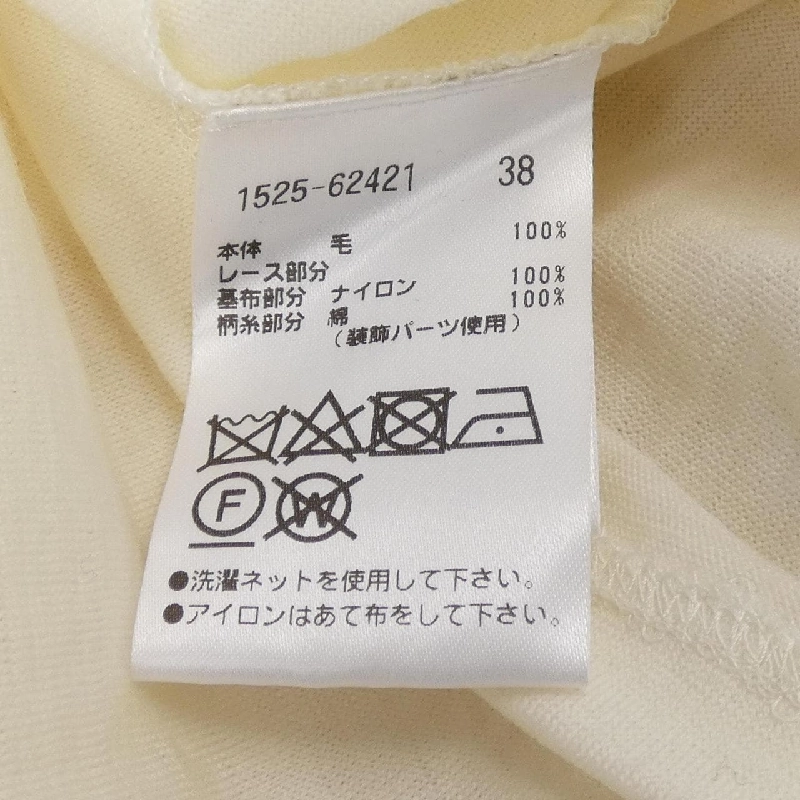 1525-62421 38
本体 毛 100%
レース部分
基布部分 ナイロン 100%
柄糸部分 綿 100%
(装飾パーツ使用)
F W
●洗濯ネットを使用して下さい。
●アイロンはあて布をして下さい。